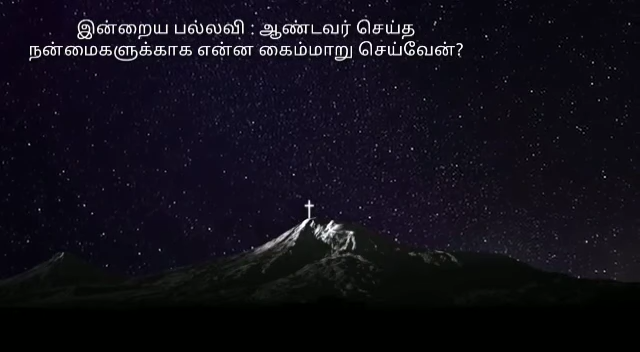 இன்றைய பல்லவி : ஆண்டவர் செய்த
நன்மைகளுக்காக என்ன கைம்மாறு செய்வேன்?